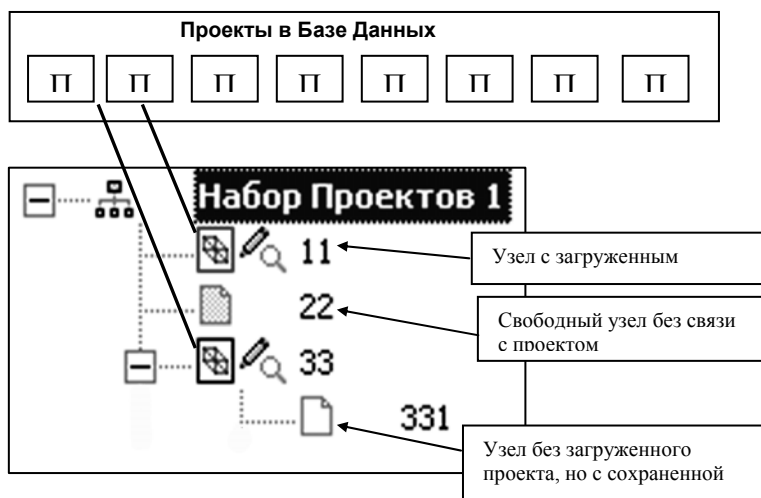 Проекты в Базе Данных
П П П П П П П П
Набор Проектов 1
11
Узел с загруженным
22
Свободный узел без связи
с проектом
33
331
Узел без загруженного
проекта, но с сохраненной